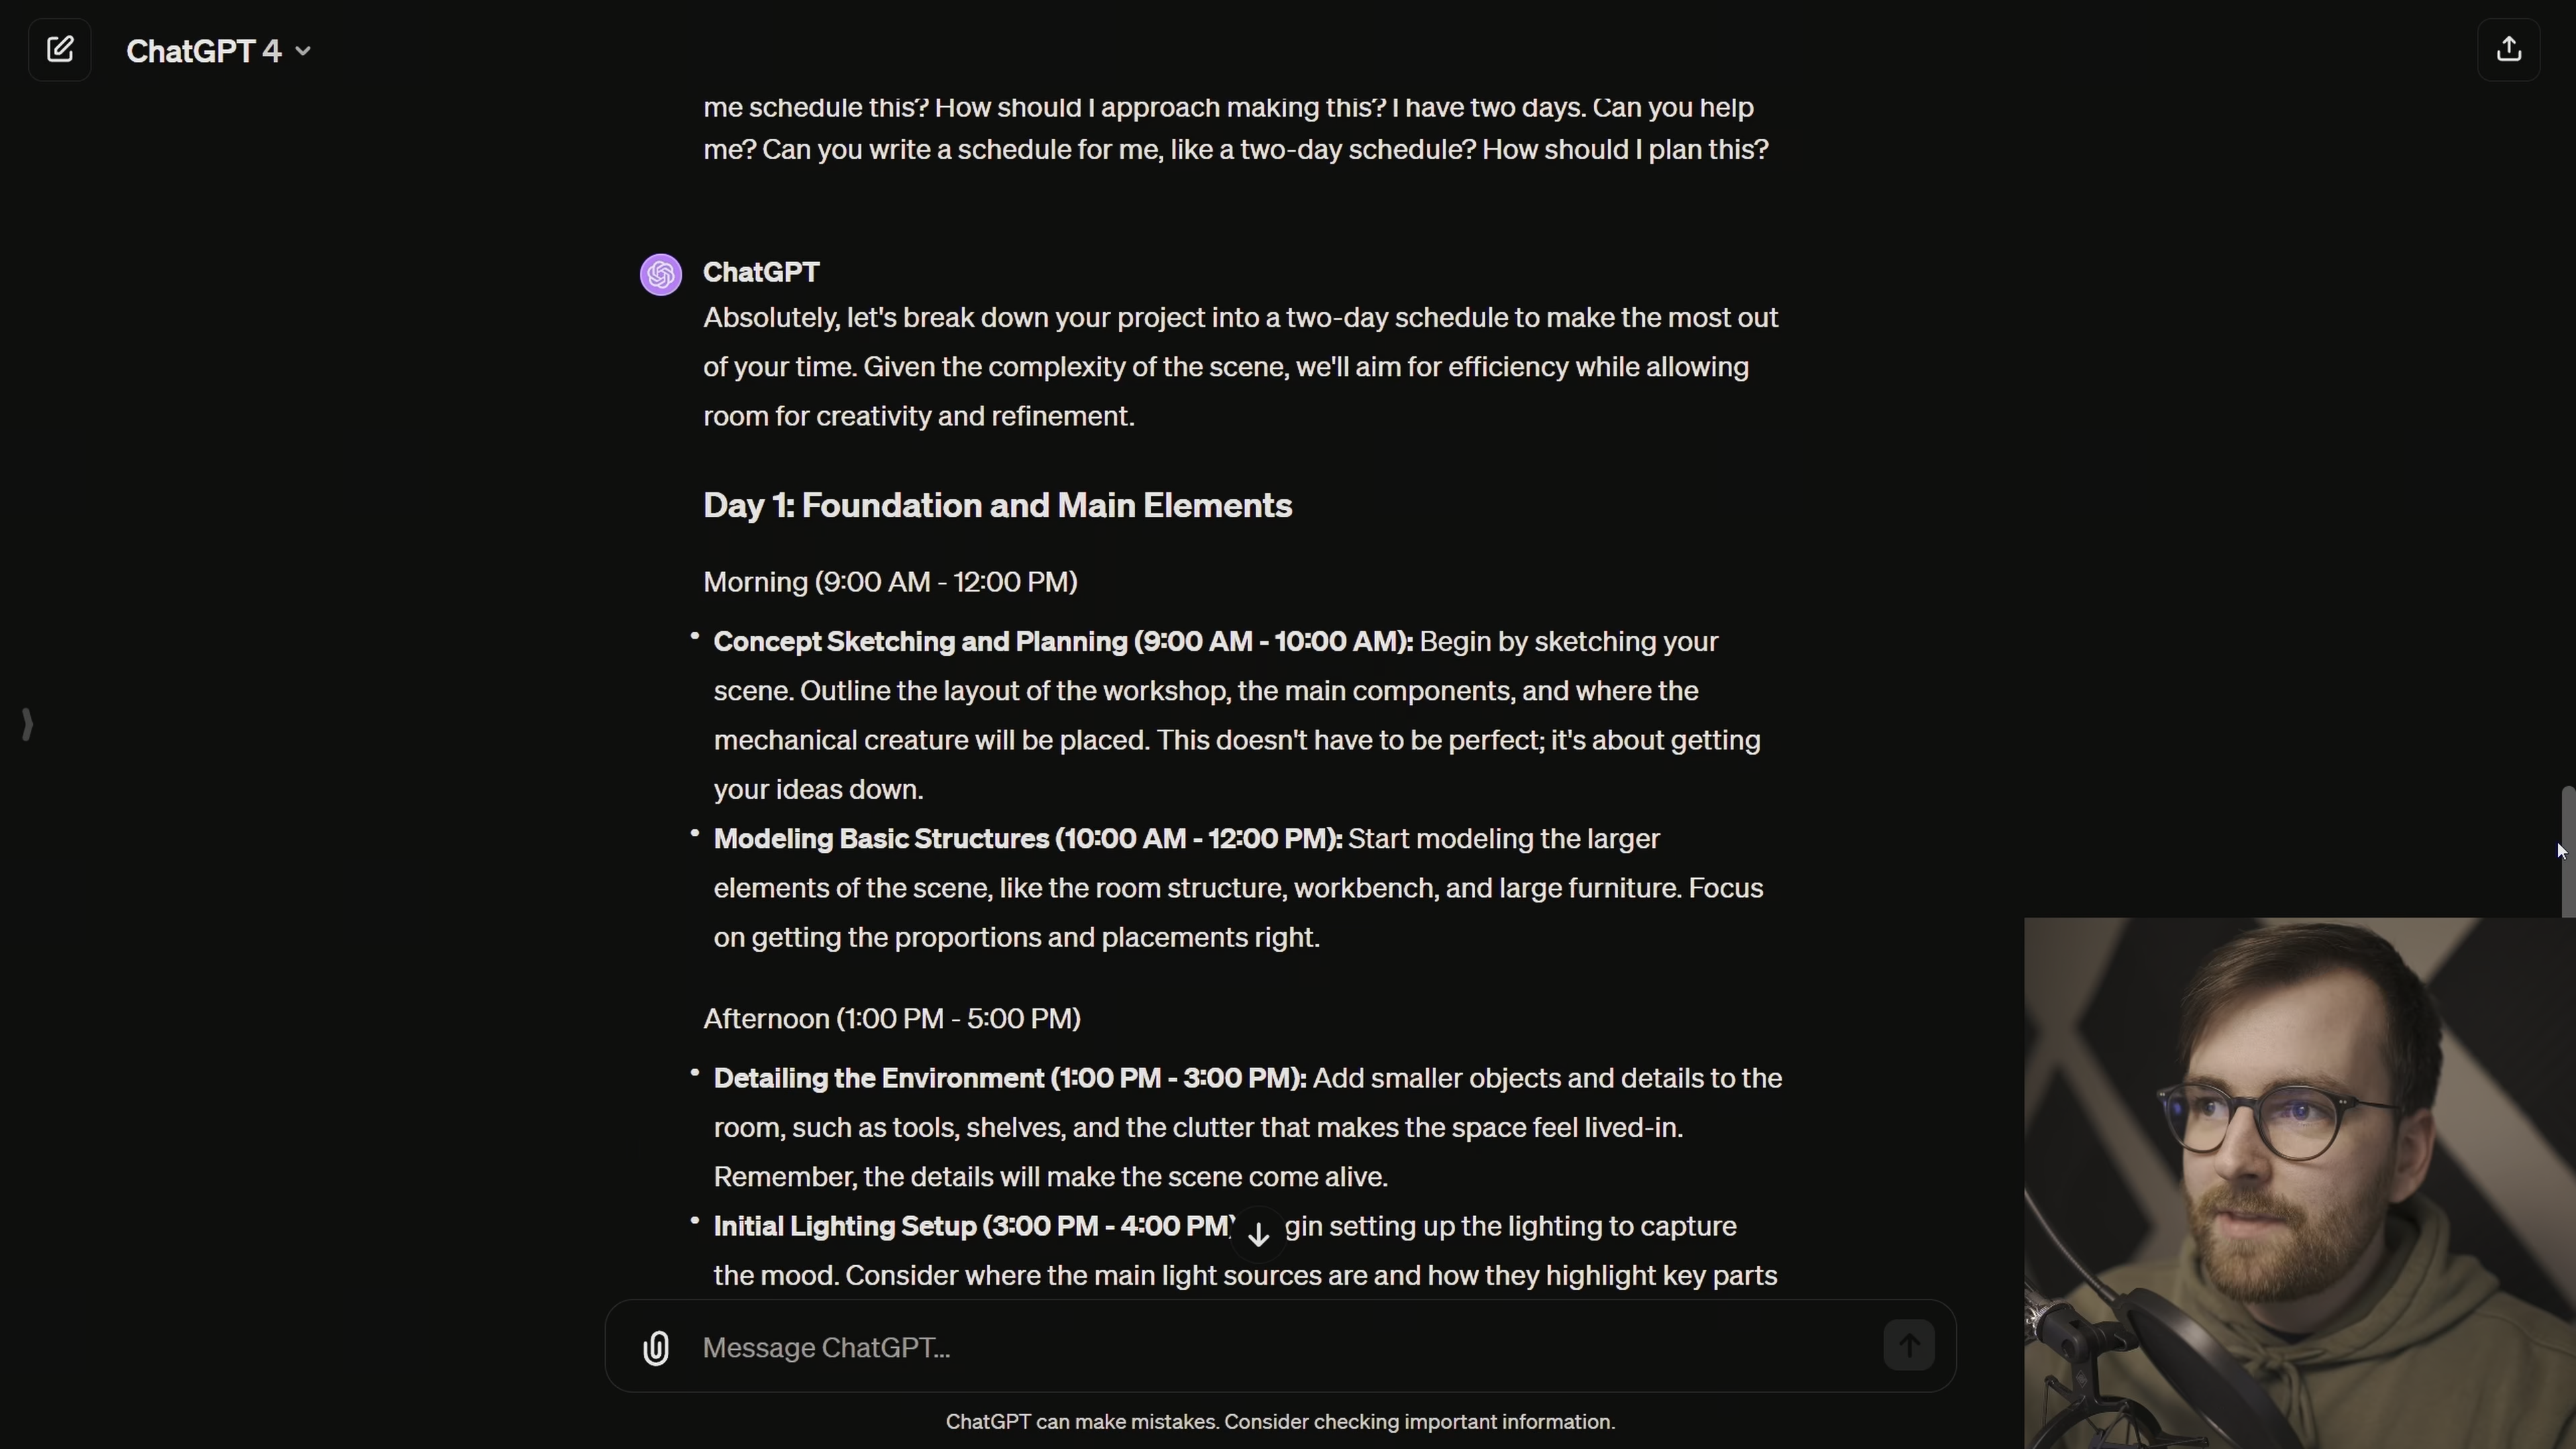 ChatGPT 4
me schedule this? How should I approach making this? I have two days. Can you help
me? Can you write a schedule for me, like a two-day schedule? How should I plan this?
ChatGPT
Absolutely, let's break down your project into a two-day schedule to make the most out
of your time. Given the complexity of the scene, we'll aim for efficiency while allowing
room for creativity and refinement.
Day 1: Foundation and Main Elements
Morning (9:00 AM - 12:00 PM)
• Concept Sketching and Planning (9:00 AM - 10:00 AM): Begin by sketching your
scene. Outline the layout of the workshop, the main components, and where the
mechanical creature will be placed. This doesn't have to be perfect; it's about getting
your ideas down.
• Modeling Basic Structures (10:00 AM - 12:00 PM): Start modeling the larger
elements of the scene, like the room structure, workbench, and large furniture. Focus
on getting the proportions and placements right.
Afternoon (1:00 PM - 5:00 PM)
• Detailing the Environment (1:00 PM - 3:00 PM): Add smaller objects and details to the
room, such as tools, shelves, and the clutter that makes the space feel lived-in.
Remember, the details will make the scene come alive.
• Initial Lighting Setup (3:00 PM - 4:00 PM) gin setting up the lighting to capture
the mood. Consider where the main light sources are and how they highlight key parts
Message ChatGPT...
ChatGPT can make mistakes. Consider checking important information.